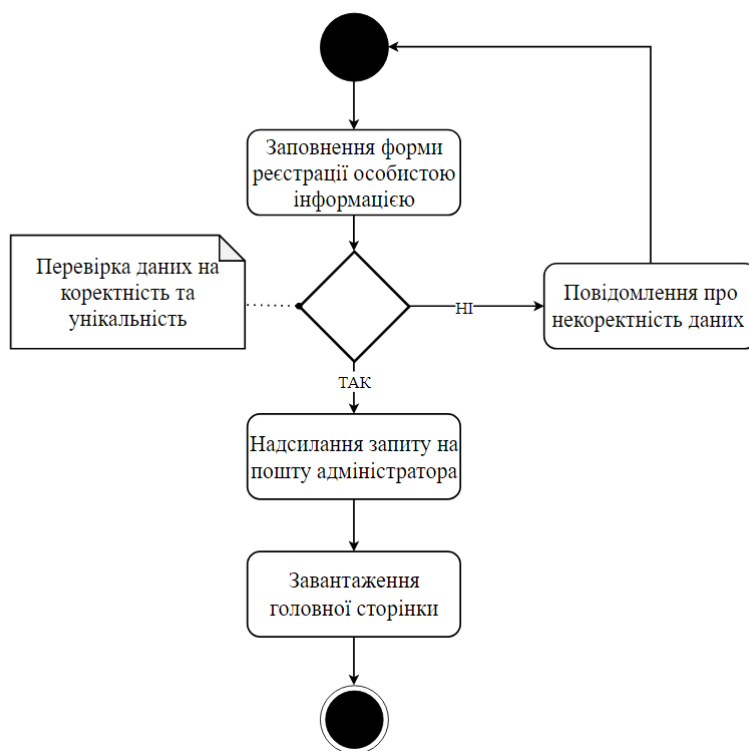 Заповнення форми
реєстрації особистою
інформацією
Перевірка даних на
коректність та
унікальність
НІ
Повідомлення про
некоректність даних
ТАК
Надсилання запиту на
пошту адміністратора
Завантаження
головної сторінки